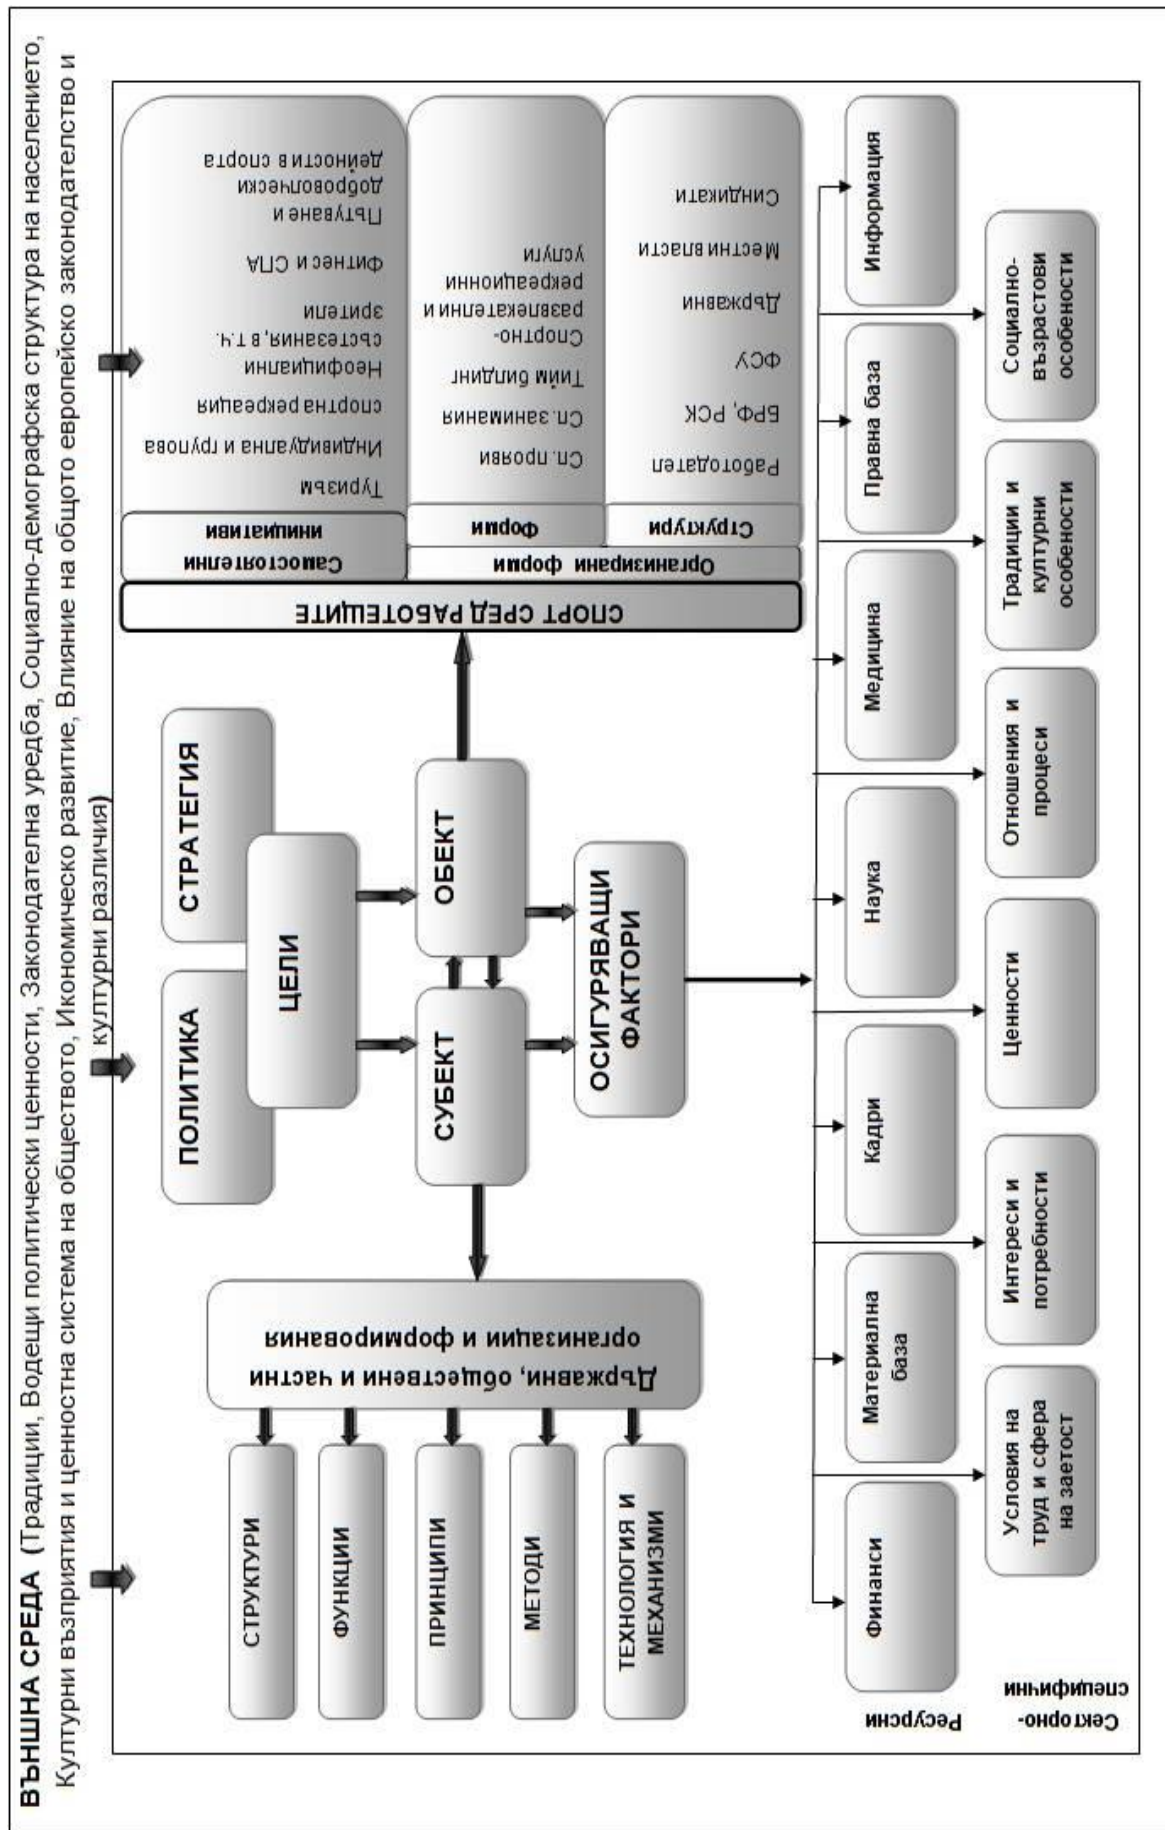 ВЪНШНА СРЕДА (Традиции, Водещи политически ценности, Законодателна уредба, Социално-демографска структура на населението,
Културни възприятия и ценностна система на обществото, Икономическо развитие, Влияние на общото европейско законодателство и
културни различия)
ПОЛИТИКА
СТРАТЕГИЯ
ЦЕЛИ
СУБЕКТ
ОБЕКТ
ОСИГУРЯВАЩИ
ФАКТОРИ
Държавни, обществени и частни
организации и формирования
СТРУКТУРИ
ФУНКЦИИ
ПРИНЦИПИ
МЕТОДИ
ТЕХНОЛОГИЯ И
МЕХАНИЗМИ
СПОРТ СРЕД РАБОТЕЩИТЕ
Самостоятелни
инициативи
Туризъм
Индивидуална и групова
спортна рекреация
Неофициални
състезания, в т.ч.
зрители
Фитнес и СПА
Пътуване и
доброволчески
дейности в спорта
Организирани форми
Форми
Сп. прояви
Сп. занимания
Тийм билдинг
Спортно-
развлекателни и
рекреационни
услуги
Структури
Работодател
БРФ, РСК
ФСУ
Държавни
Местни власти
Синдикати
Ресурсни
Финанси
Материална
база
Кадри
Наука
Медицина
Правна база
Информация
Секторно-
специфични
Условия на
труд и сфера
на заетост
Интереси и
потребности
Ценности
Отношения и
процеси
Традиции и
културни
особености
Социално-
възрастови
особености